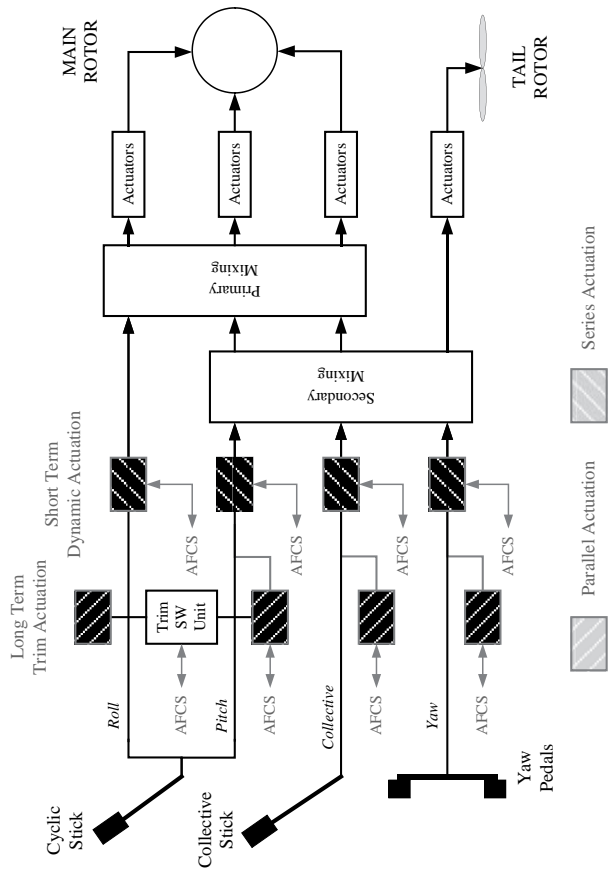 Cyclic
Stick
Collective
Stick
Yaw
Pedals
Long Term
Trim Actuation
Short Term
Dynamic Actuation
Roll
Pitch
Collective
Yaw
Trim
SW
Unit
AFCS
AFCS
AFCS
AFCS
AFCS
AFCS
AFCS
AFCS
Secondary
Mixing
Primary
Mixing
Actuators
Actuators
Actuators
Actuators
MAIN
ROTOR
TAIL
ROTOR
Parallel Actuation
Series Actuation